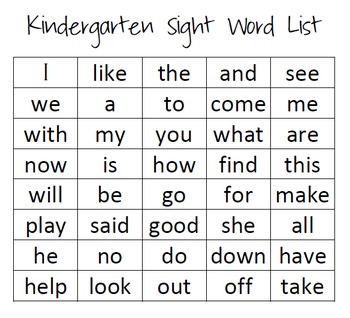 Kindergarten Sight Word List
I like the and see
we a to come me
with my you what are
now is how find this
will be go for make
play said good she all
he no do down have
help look out off take